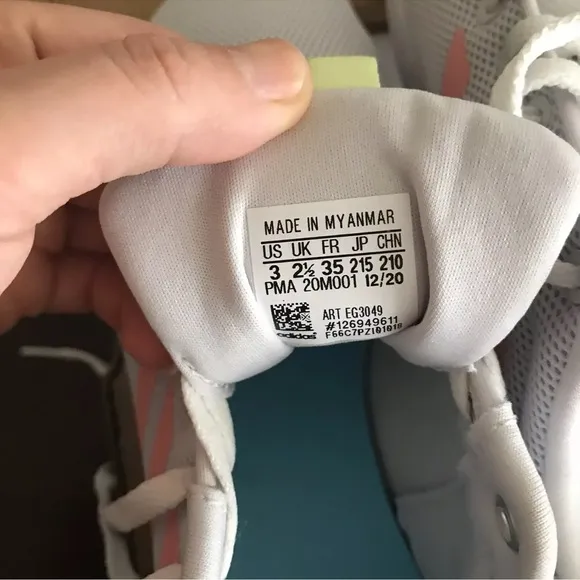 MADE IN MYANMAR
US UK FR JP CHN
3 2½ 35 215 210
PMA 20M001 12/20
ART EG3049
#126949611
adidas F66C7PZ101018